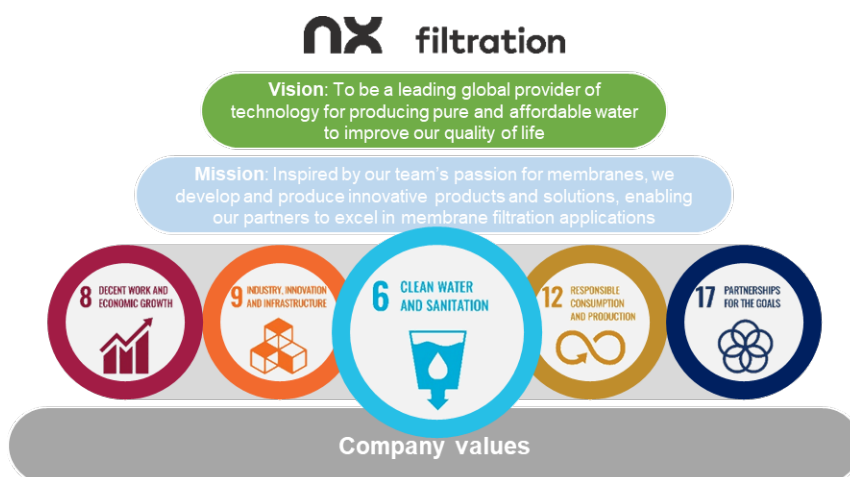 nx filtration
Vision: To be a leading global provider of
technology for producing pure and affordable water
to improve our quality of life
Mission: Inspired by our team's passion for membranes, we
develop and produce innovative products and solutions, enabling
our partners to excel in membrane filtration applications
8 DECENT WORK AND
ECONOMIC GROWTH
9 INDUSTRY, INNOVATION
AND INFRASTRUCTURE
6 CLEAN WATER
AND SANITATION
12 RESPONSIBLE
CONSUMPTION
AND PRODUCTION
17 PARTNERSHIPS
FOR THE GOALS
Company values